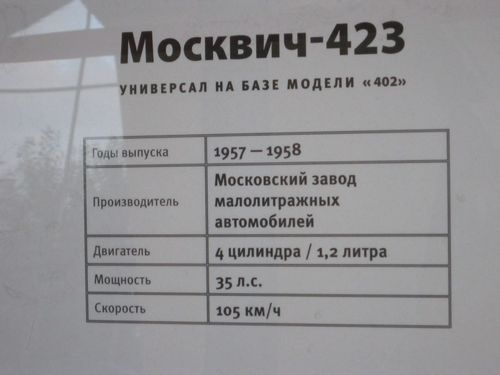 Москвич-423
УНИВЕРСАЛ НА БАЗЕ МОДЕЛИ «402»
Годы выпуска 1957 — 1958
Производитель Московский завод
малолитражных
автомобилей
Двигатель 4 цилиндра / 1,2 литра
Мощность 35 л.с.
Скорость 105 км/ч